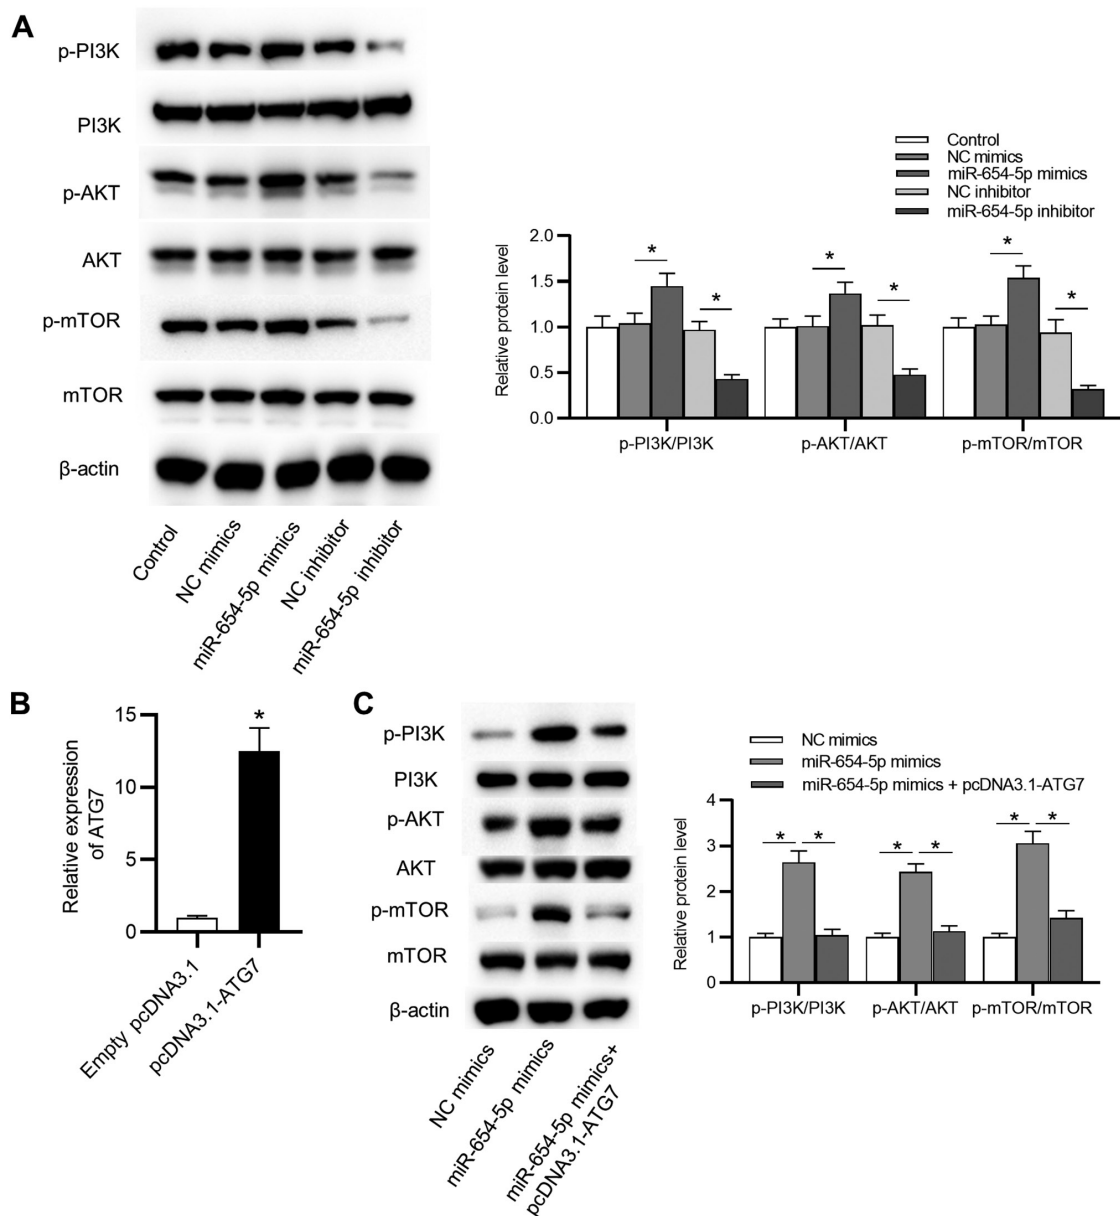 A
p-PI3K
PI3K
p-AKT
AKT
p-mTOR
mTOR
β-actin
Control
NC mimics
miR-654-5p mimics
NC inhibitor
miR-654-5p inhibitor
Control
NC mimics
miR-654-5p mimics
NC inhibitor
miR-654-5p inhibitor
Relative protein level
2.0
1.5
1.0
0.5
0.0
* * * * * *
p-PI3K/PI3K p-AKT/AKT p-mTOR/mTOR
B
Relative expression
of ATG7
15
10
5
0
*
Empy pcDNA3.1
pcDNA3.1-ATG7
C
p-PI3K
PI3K
p-AKT
AKT
p-mTOR
mTOR
β-actin
NC mimics
miR-654-5p mimics
miR-654-5p mimics+
pcDNA3.1-ATG7
NC mimics
miR-654-5p mimics
miR-654-5p mimics + pcDNA3.1-ATG7
Relative protein level
4
3
2
1
0
* * * * * *
p-PI3K/PI3K p-AKT/AKT p-mTOR/mTOR